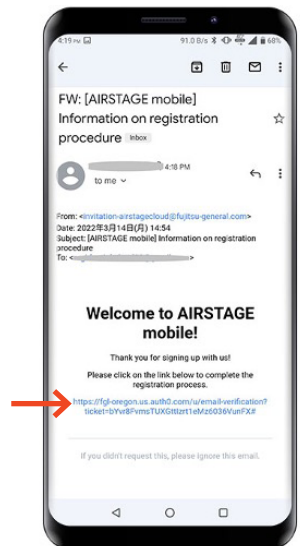 4:19 PM 91.0 B/s 68%
FW: [AIRSTAGE mobile]
Information on registration
procedure Inbox
4:18 PM
to me
From: <invitation-airstagecloud@fujitsu-general.com>
Date: 2022年3月14日(月) 14:54
Subject: [AIRSTAGE mobile] Information on registration
procedure
To: <
Welcome to AIRSTAGE
mobile!
Thank you for signing up with us!
Please click on the link below to complete the
registration process.
https://fgl-oregon.us.auth0.com/u/email-verification?
ticket=bYvr8FvmsTUXGttlzrt1eMz6036VunFX#
If you didn't request this, please ignore this email.